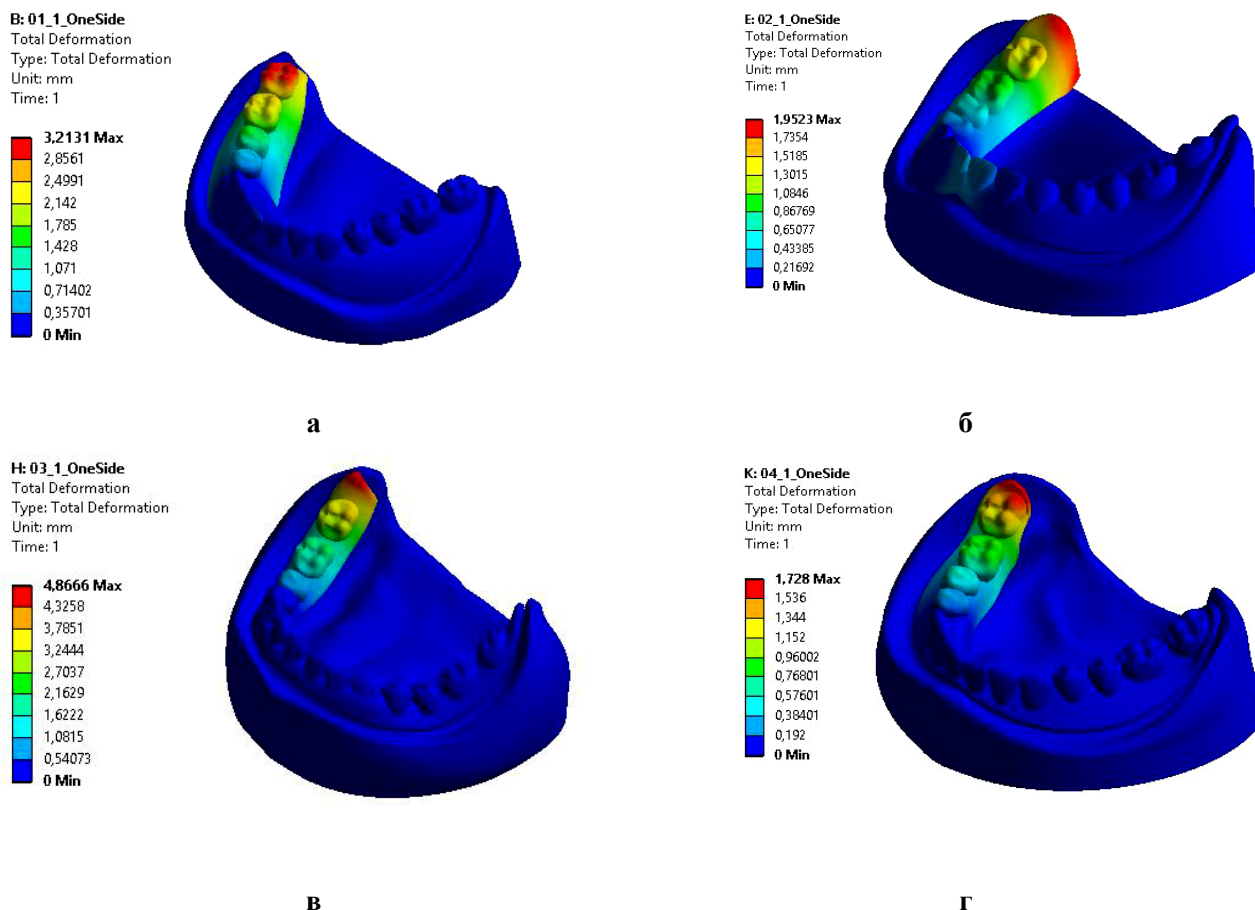 B: 01_1_OneSide
Total Deformation
Type: Total Deformation
Unit: mm
Time: 1
3,2131 Max
2,8561
2,4991
2,142
1,785
1,428
1,071
0,71402
0,35701
0 Min
а
E: 02_1_OneSide
Total Deformation
Type: Total Deformation
Unit: mm
Time: 1
1,9523 Max
1,7354
1,5185
1,3015
1,0846
0,86769
0,65077
0,43385
0,21692
0 Min
б
H: 03_1_OneSide
Total Deformation
Type: Total Deformation
Unit: mm
Time: 1
4,8666 Max
4,3258
3,7851
3,2444
2,7037
2,1629
1,6222
1,0815
0,54073
0 Min
в
K: 04_1_OneSide
Total Deformation
Type: Total Deformation
Unit: mm
Time: 1
1,728 Max
1,536
1,344
1,152
0,96002
0,76801
0,57601
0,38401
0,192
0 Min
г